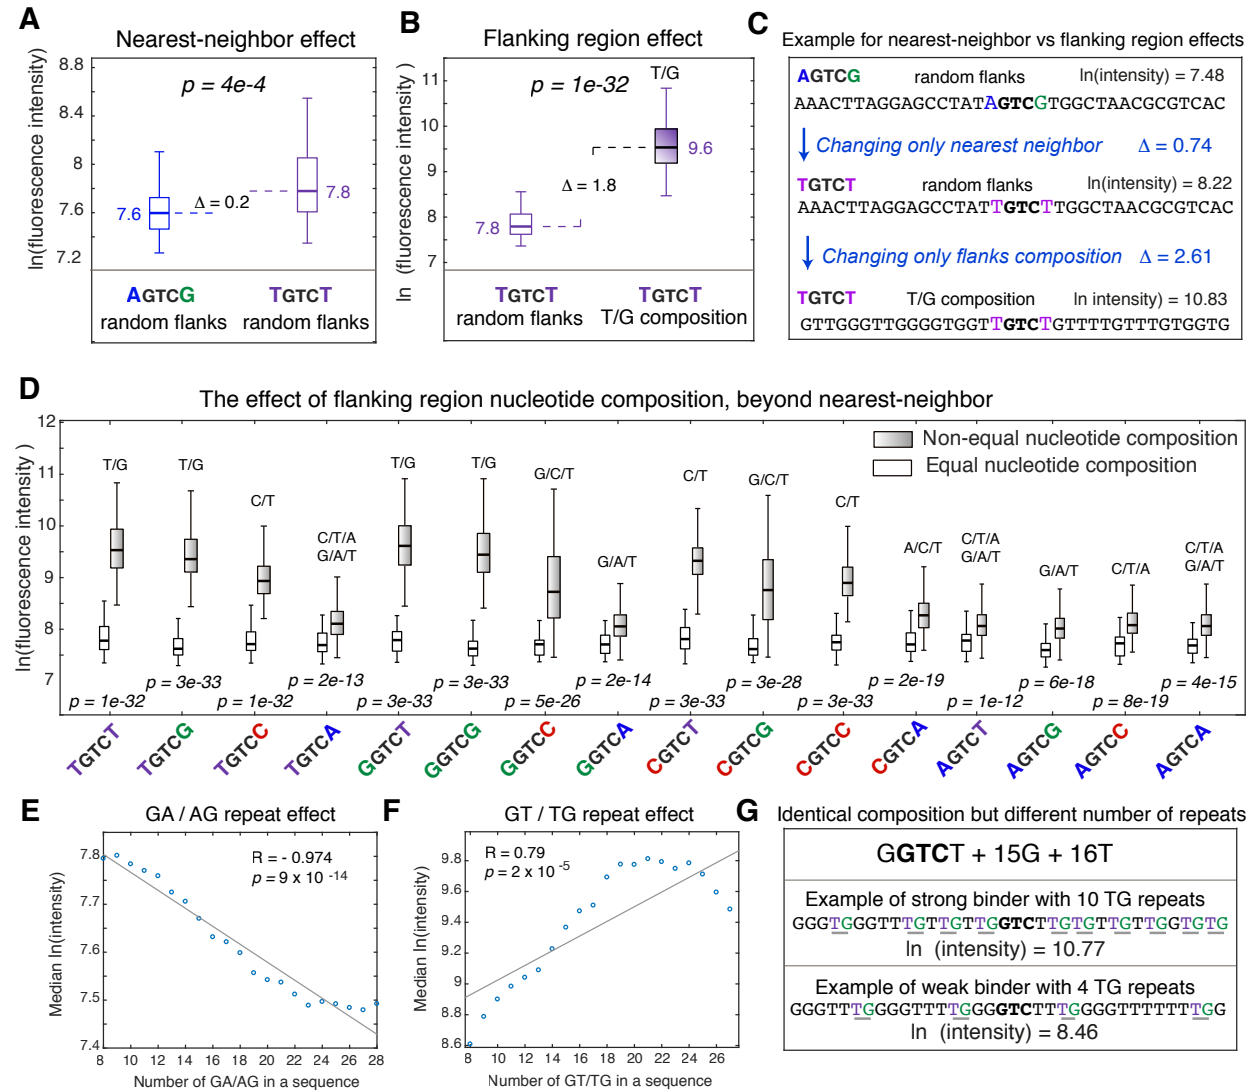 A
Nearest-neighbor effect
ln(fluorescence intensity)
8.8
8.4
8
7.6
7.2
p = 4e-4
7.6
Δ = 0.2
7.8
AGTCG
random flanks
TGTCT
random flanks
B
Flanking region effect
ln (fluorescence intensity)
11
10
9
8
7
p = 1e-32
T/G
9.6
Δ = 1.8
7.8
TGTCT
random flanks
TGTCT
T/G composition
C
Example for nearest-neighbor vs flanking region effects
AGTCG random flanks ln(intensity) = 7.48
AAACTTAGGAGCCTATAGTCGTGGCTAACGCGTCAC
Changing only nearest neighbor Δ = 0.74
TGTCT random flanks ln(intensity) = 8.22
AAACTTAGGAGCCTATTGTCTTGGCTAACGCGTCAC
Changing only flanks composition Δ = 2.61
TGTCT T/G composition ln intensity) = 10.83
GTTGGGTTGGGGTGGTTGTCTGTTTTGTTTGTGGTG
D
The effect of flanking region nucleotide composition, beyond nearest-neighbor
ln(fluorescence intensity )
12
11
10
9
8
7
Non-equal nucleotide composition
Equal nucleotide composition
T/G
T/G
C/T
C/T/A
G/A/T
T/G
T/G
G/C/T
G/A/T
C/T
G/C/T
C/T
A/C/T
C/T/A
G/A/T
G/A/T
C/T/A
C/T/A
G/A/T
p = 1e-32
p = 3e-33
p = 1e-32
p = 2e-13
p = 3e-33
p = 3e-33
p = 5e-26
p = 2e-14
p = 3e-33
p = 3e-28
p = 3e-33
p = 2e-19
p = 1e-12
p = 6e-18
p = 8e-19
p = 4e-15
TGTCT
TGTCG
TGTCC
TGTCA
GGTCT
GGTCG
GGTCC
GGTCA
CGTCT
CGTCG
CGTCC
CGTCA
AGTCT
AGTCG
AGTCC
AGTCA
E
GA / AG repeat effect
Median ln(intensity)
7.8
7.7
7.6
7.5
7.4
R = - 0.974
p = 9 x 10 -14
8 10 12 14 16 18 20 22 24 26 28
Number of GA/AG in a sequence
F
GT / TG repeat effect
Median ln(intensity)
9.8
9.6
9.4
9.2
9
8.8
8.6
R = 0.79
p = 2 x 10 -5
8 10 12 14 16 18 20 22 24 26
Number of GT/TG in a sequence
G
Identical composition but different number of repeats
GGTCT + 15G + 16T
Example of strong binder with 10 TG repeats
GGGTGGGTTTGTTGTTGGTCTTGTGTTGTTGGTGTG
ln (intensity) = 10.77
Example of weak binder with 4 TG repeats
GGGTTTGGGGTTTTGGGGTCTTTGGGGTTTTTTTGG
ln (intensity) = 8.46